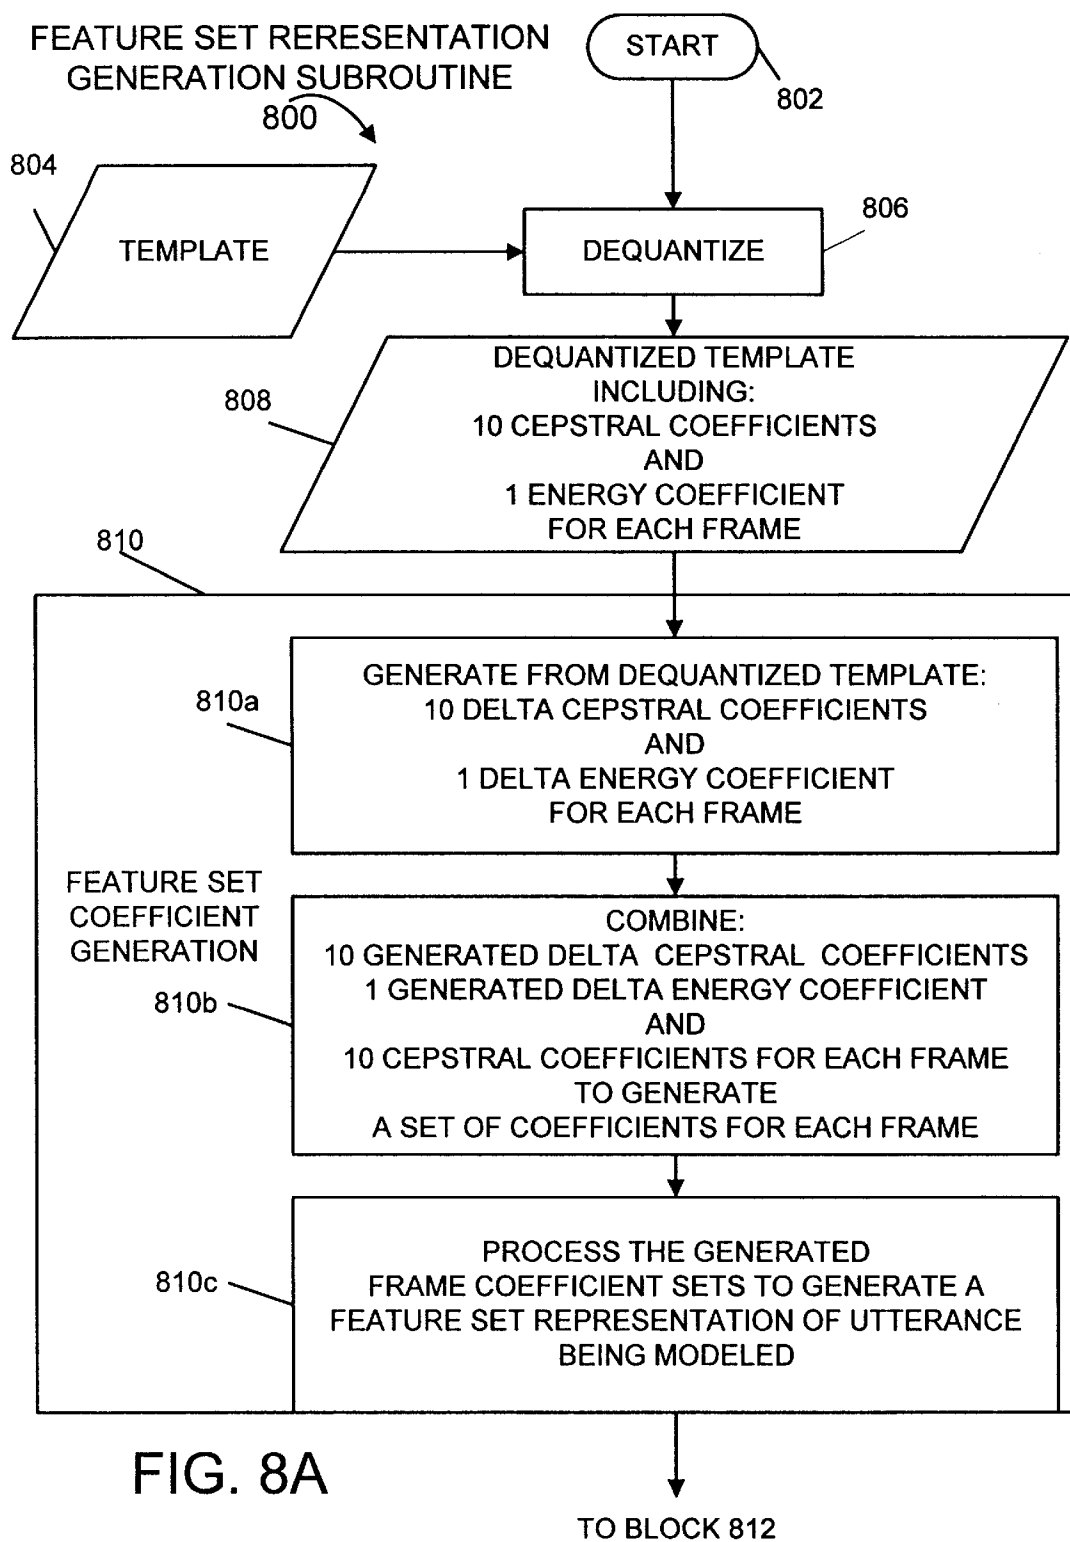 FEATURE SET RERESENTATION
GENERATION SUBROUTINE
800
START
802
804
TEMPLATE
DEQUANTIZE
806
808
DEQUANTIZED TEMPLATE
INCLUDING:
10 CEPSTRAL COEFFICIENTS
AND
1 ENERGY COEFFICIENT
FOR EACH FRAME
810
810a
GENERATE FROM DEQUANTIZED TEMPLATE:
10 DELTA CEPSTRAL COEFFICIENTS
AND
1 DELTA ENERGY COEFFICIENT
FOR EACH FRAME
FEATURE SET
COEFFICIENT
GENERATION
810b
COMBINE:
10 GENERATED DELTA CEPSTRAL COEFFICIENTS
1 GENERATED DELTA ENERGY COEFFICIENT
AND
10 CEPSTRAL COEFFICIENTS FOR EACH FRAME
TO GENERATE
A SET OF COEFFICIENTS FOR EACH FRAME
810c
PROCESS THE GENERATED
FRAME COEFFICIENT SETS TO GENERATE A
FEATURE SET REPRESENTATION OF UTTERANCE
BEING MODELED
FIG. 8A
TO BLOCK 812